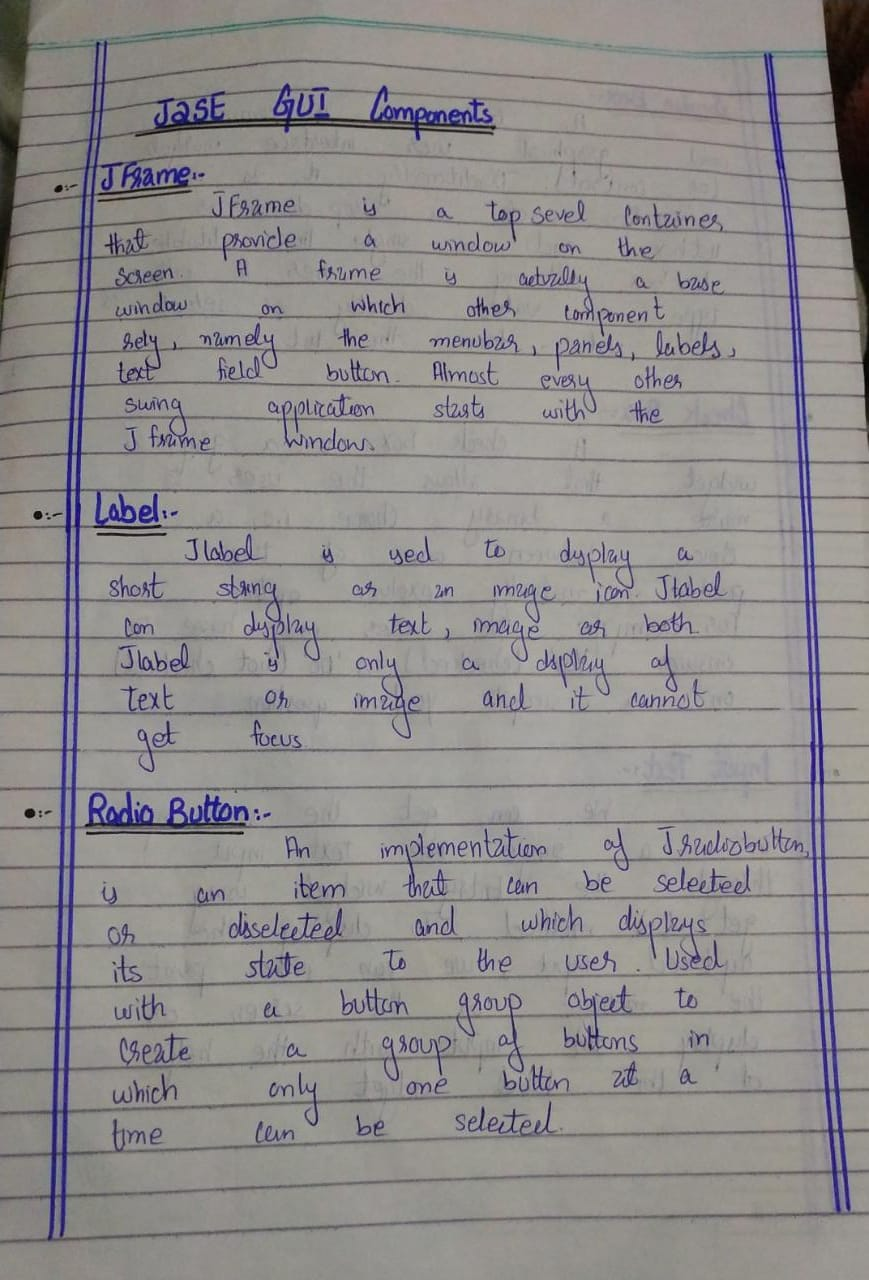 J2SE GUI Components
•:- JFrame:-
JFrame is a top sevel Container
that provide a window on the
Screen. A frame is actually a base
window on which other component
rely, namely the menubar, panels, labels,
text field button. Almost every other
swing application starts with the
J frame window.
•:- Label:-
Jlabel is used to display a
short string or an image icon. Jlabel
can display text, image or both.
Jlabel is only a display of
text or image and it cannot
get focus
•:- Radio Button:-
An implementation of Jradiobutton,
is an item that can be selected
or disselected and which displays
its state to the user. Used
with a button group object to
Create a group of buttons in
which only one button at a
time can be selected.